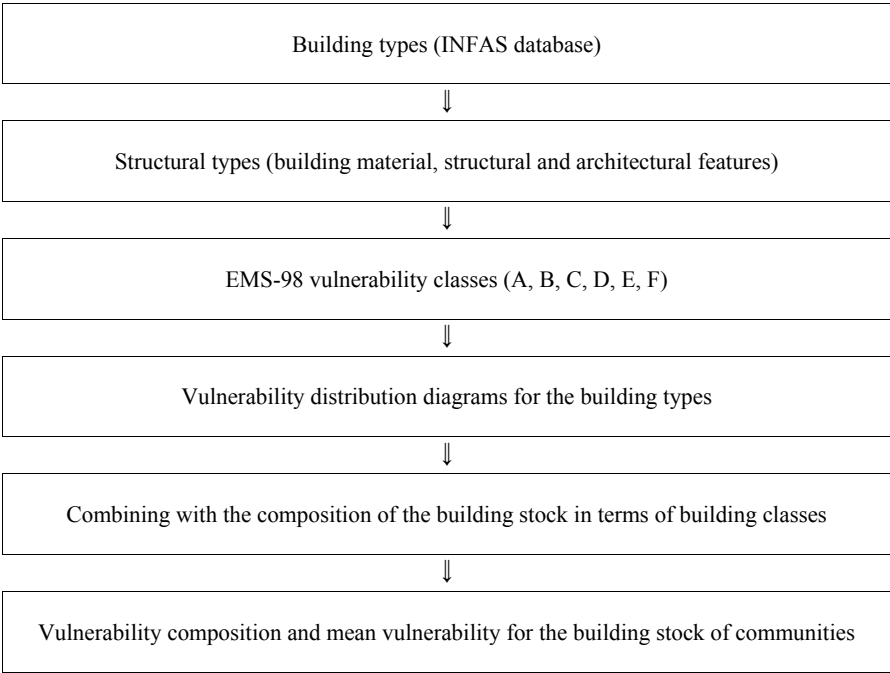 Building types (INFAS database)
⇓
Structural types (building material, structural and architectural features)
⇓
EMS-98 vulnerability classes (A, B, C, D, E, F)
⇓
Vulnerability distribution diagrams for the building types
⇓
Combining with the composition of the building stock in terms of building classes
⇓
Vulnerability composition and mean vulnerability for the building stock of communities